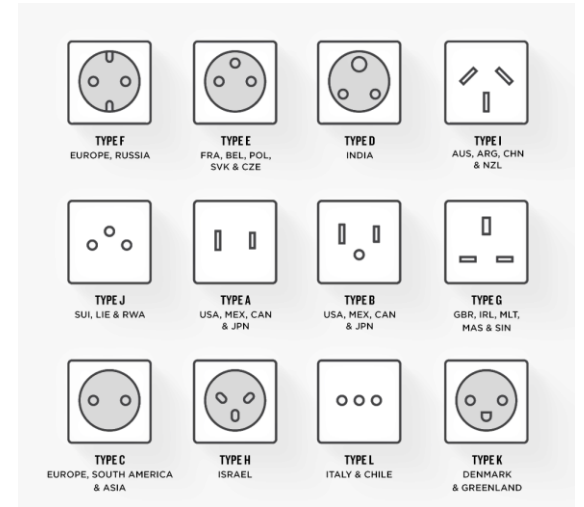 TYPE F
EUROPE, RUSSIA
TYPE E
FRA, BEL, POL,
SVK & CZE
TYPE D
INDIA
TYPE I
AUS, ARG, CHN
& NZL
TYPE J
SUI, LIE & RWA
TYPE A
USA, MEX, CAN
& JPN
TYPE B
USA, MEX, CAN
& JPN
TYPE G
GBR, IRL, MLT,
MAS & SIN
TYPE C
EUROPE, SOUTH AMERICA
& ASIA
TYPE H
ISRAEL
TYPE L
ITALY & CHILE
TYPE K
DENMARK
& GREENLAND